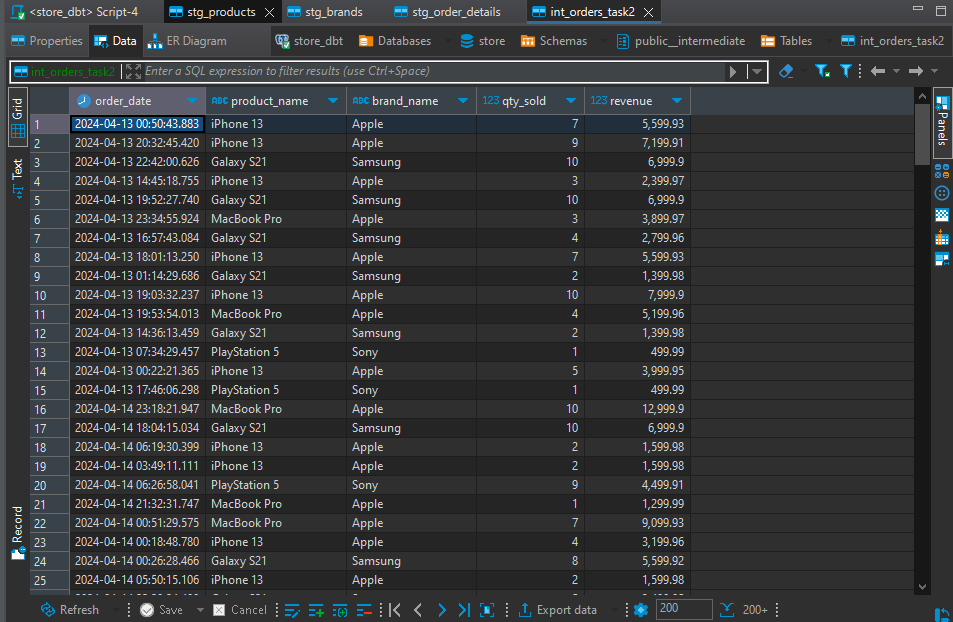 <store_dbt> Script-4 stg_products stg_brands stg_order_details int_orders_task2
Properties Data ER Diagram store_dbt Databases store Schemas public__intermediate Tables int_orders_task2
int_orders_task2 Enter a SQL expression to filter results (use Ctrl+Space)
Grid
Text
Record
Panels
order_date ABC product_name ABC brand_name 123 qty_sold 123 revenue
1 2024-04-13 00:50:43.883 iPhone 13 Apple 7 5,599.93
2 2024-04-13 20:32:45.420 iPhone 13 Apple 9 7,199.91
3 2024-04-13 22:42:00.626 Galaxy S21 Samsung 10 6,999.9
4 2024-04-13 14:45:18.755 iPhone 13 Apple 3 2,399.97
5 2024-04-13 19:52:27.740 Galaxy S21 Samsung 10 6,999.9
6 2024-04-13 23:34:55.924 MacBook Pro Apple 3 3,899.97
7 2024-04-13 16:57:43.084 Galaxy S21 Samsung 4 2,799.96
8 2024-04-13 18:01:13.250 iPhone 13 Apple 7 5,599.93
9 2024-04-13 01:14:29.686 Galaxy S21 Samsung 2 1,399.98
10 2024-04-13 19:03:32.237 iPhone 13 Apple 10 7,999.9
11 2024-04-13 19:53:54.013 MacBook Pro Apple 4 5,199.96
12 2024-04-13 14:36:13.459 Galaxy S21 Samsung 2 1,399.98
13 2024-04-13 07:34:29.457 PlayStation 5 Sony 1 499.99
14 2024-04-13 00:22:21.365 iPhone 13 Apple 5 3,999.95
15 2024-04-13 17:46:06.298 PlayStation 5 Sony 1 499.99
16 2024-04-14 23:18:21.947 MacBook Pro Apple 10 12,999.9
17 2024-04-14 18:04:15.034 Galaxy S21 Samsung 10 6,999.9
18 2024-04-14 06:19:30.399 iPhone 13 Apple 2 1,599.98
19 2024-04-14 03:49:11.111 iPhone 13 Apple 2 1,599.98
20 2024-04-14 06:26:58.041 PlayStation 5 Sony 9 4,499.91
21 2024-04-14 21:32:31.747 MacBook Pro Apple 1 1,299.99
22 2024-04-14 00:51:29.575 MacBook Pro Apple 7 9,099.93
23 2024-04-14 00:18:48.780 iPhone 13 Apple 4 3,199.96
24 2024-04-14 00:26:28.466 Galaxy S21 Samsung 8 5,599.92
25 2024-04-14 05:50:15.106 iPhone 13 Apple 2 1,599.98
Refresh Save Cancel Export data 200 200+